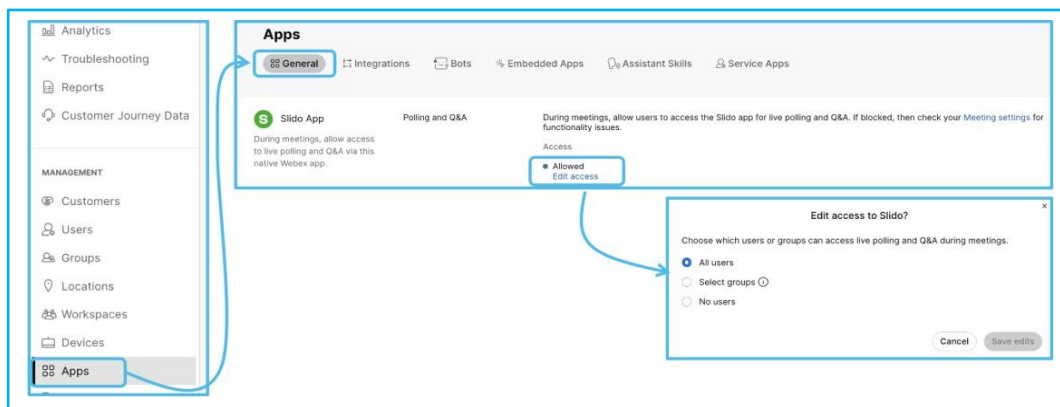 Analytics
Troubleshooting
Reports
Customer Journey Data
MANAGEMENT
Customers
Users
Groups
Locations
Workspaces
Devices
Apps
Apps
General
Integrations
Bots
Embedded Apps
Assistant Skills
Service Apps
S
Slido App
During meetings, allow access
to live polling and Q&A via this
native Webex app.
Polling and Q&A
During meetings, allow users to access the Slido app for live polling and Q&A. If blocked, then check your Meeting settings for
functionality issues.
Access
Allowed
Edit access
Edit access to Slido?
Choose which users or groups can access live polling and Q&A during meetings.
All users
Select groups
No users
Cancel
Save edits